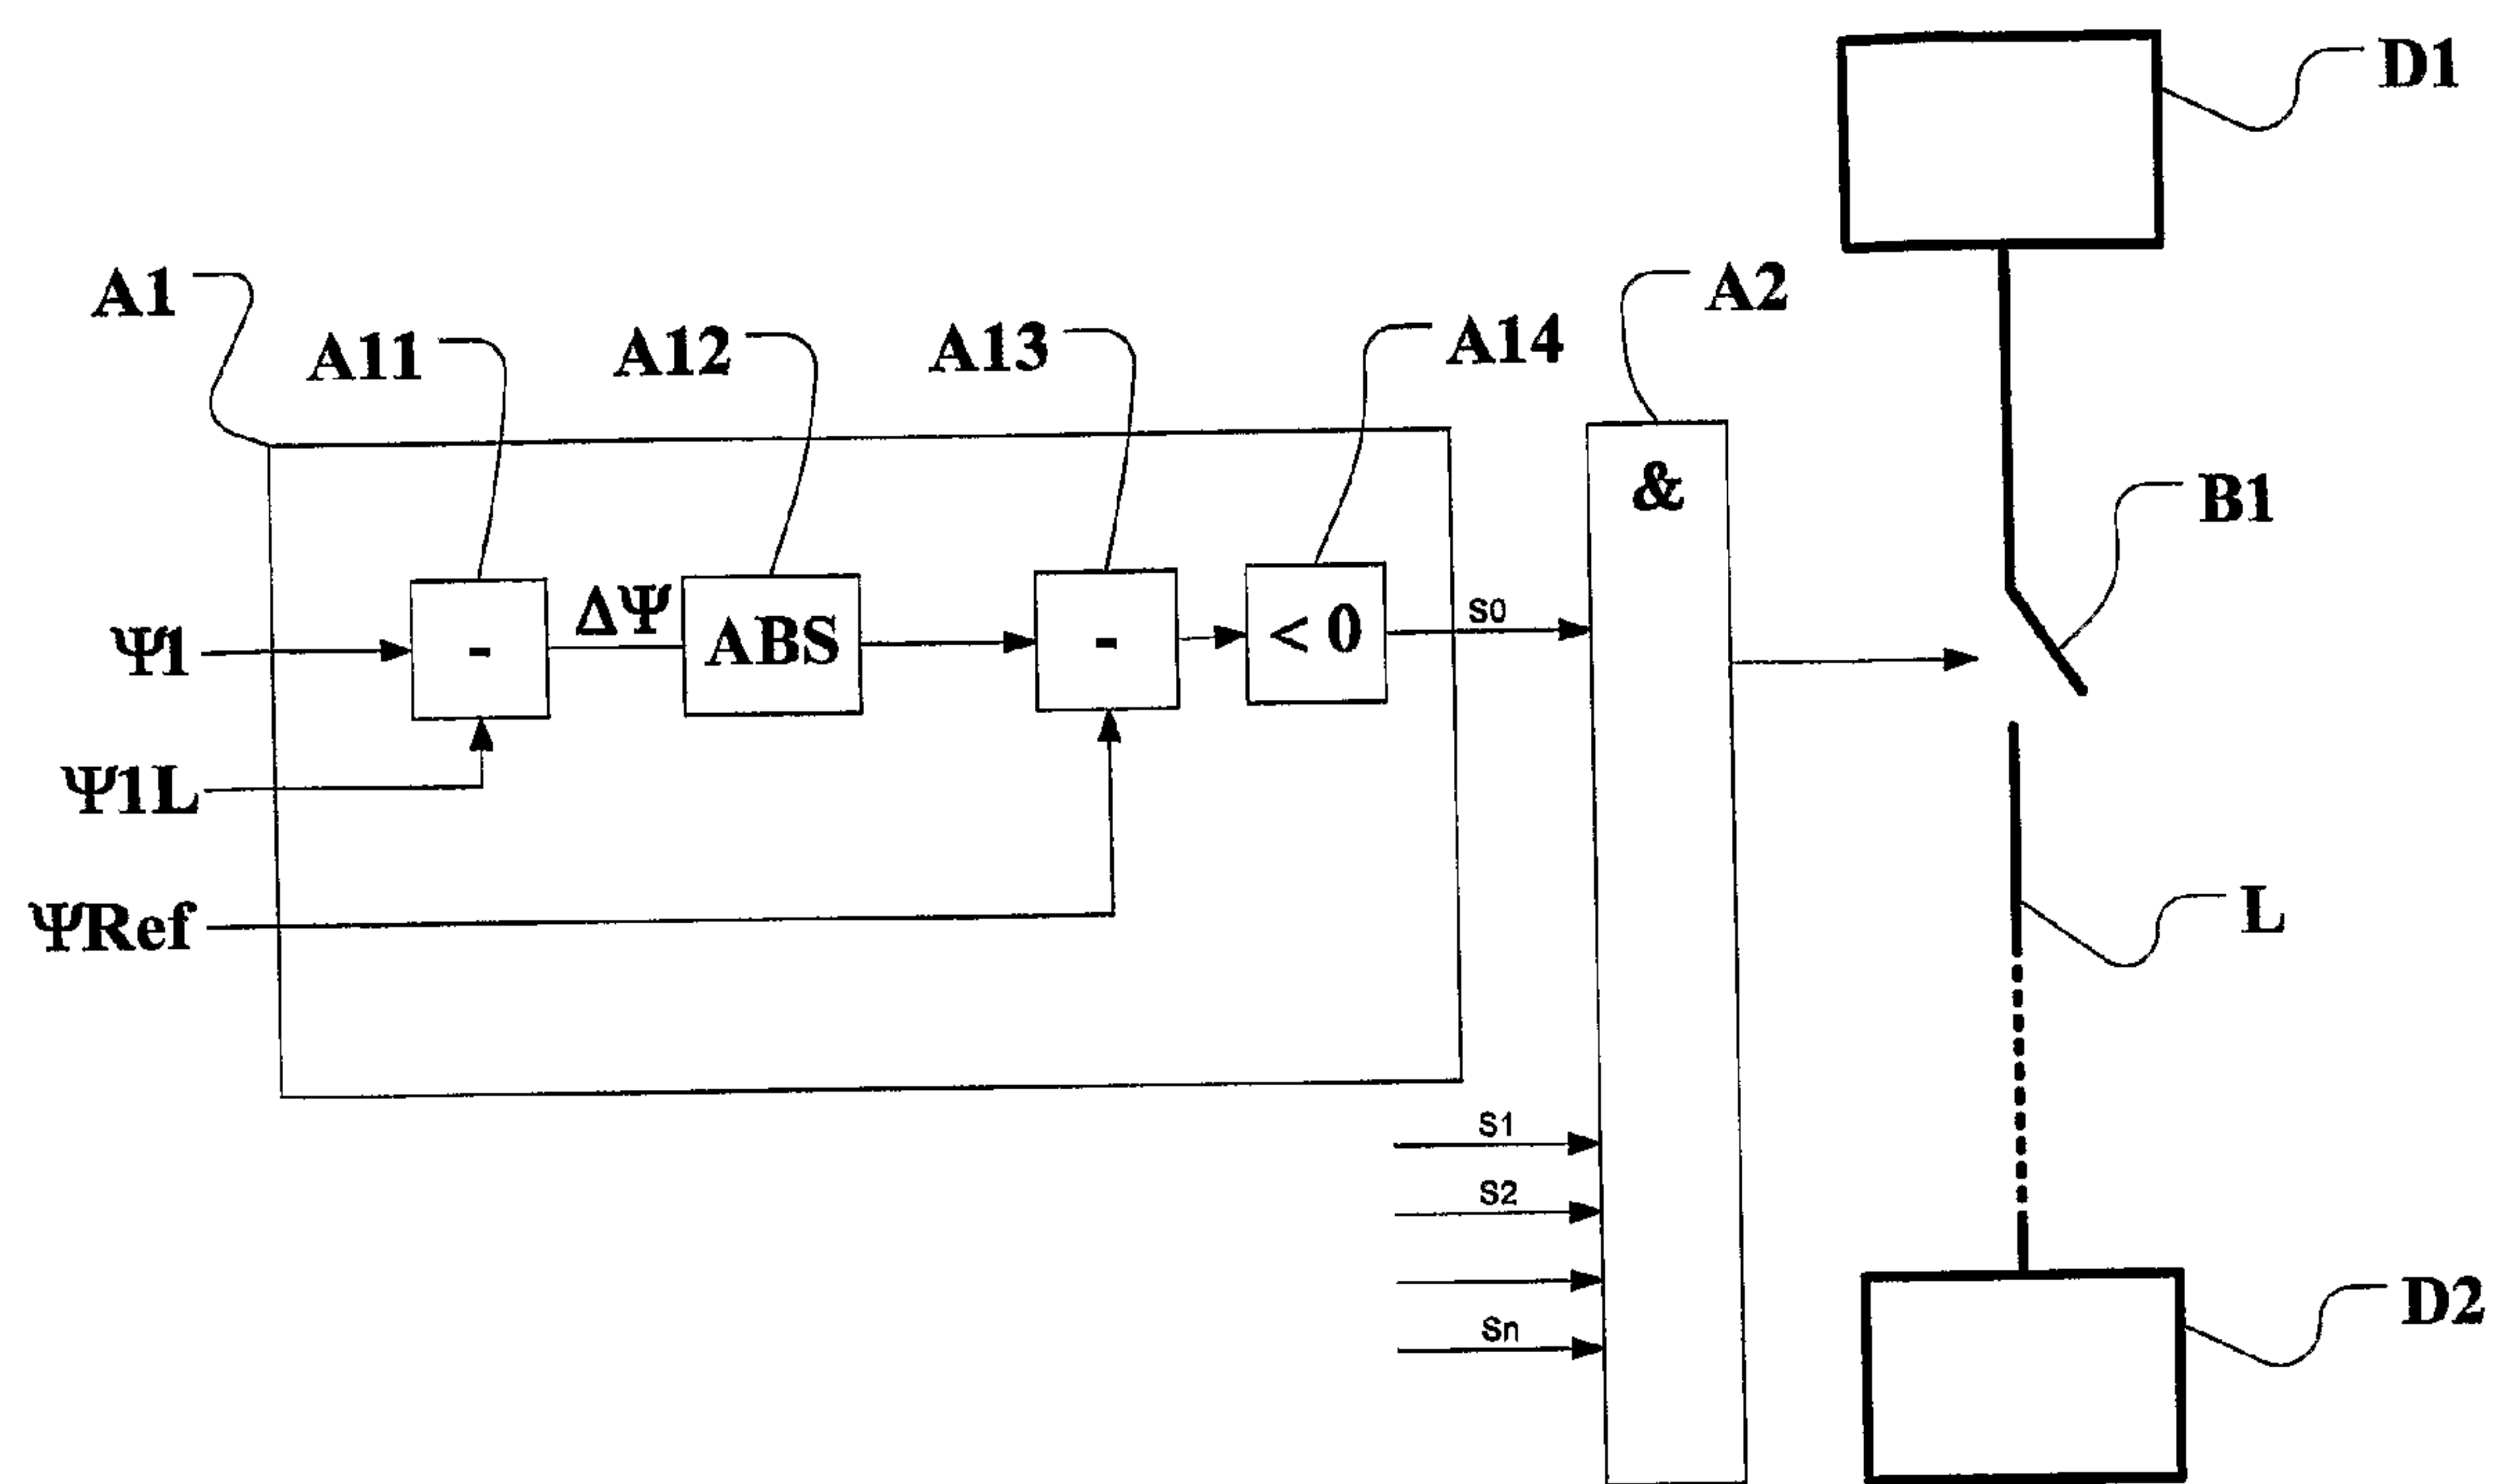 D1
A1
A11
A12
A13
A14
A2
&
B1
Ψ1
-
ΔΨ
ABS
-
< 0
S0
Ψ1L
ΨRef
L
S1
S2
Sn
D2